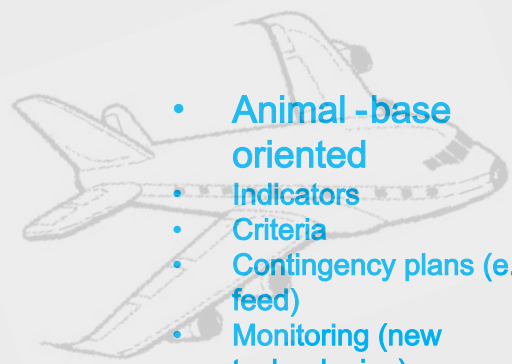 • Animal -base
oriented
• Indicators
• Criteria
• Contingency plans (e.
feed)
• Monitoring (new